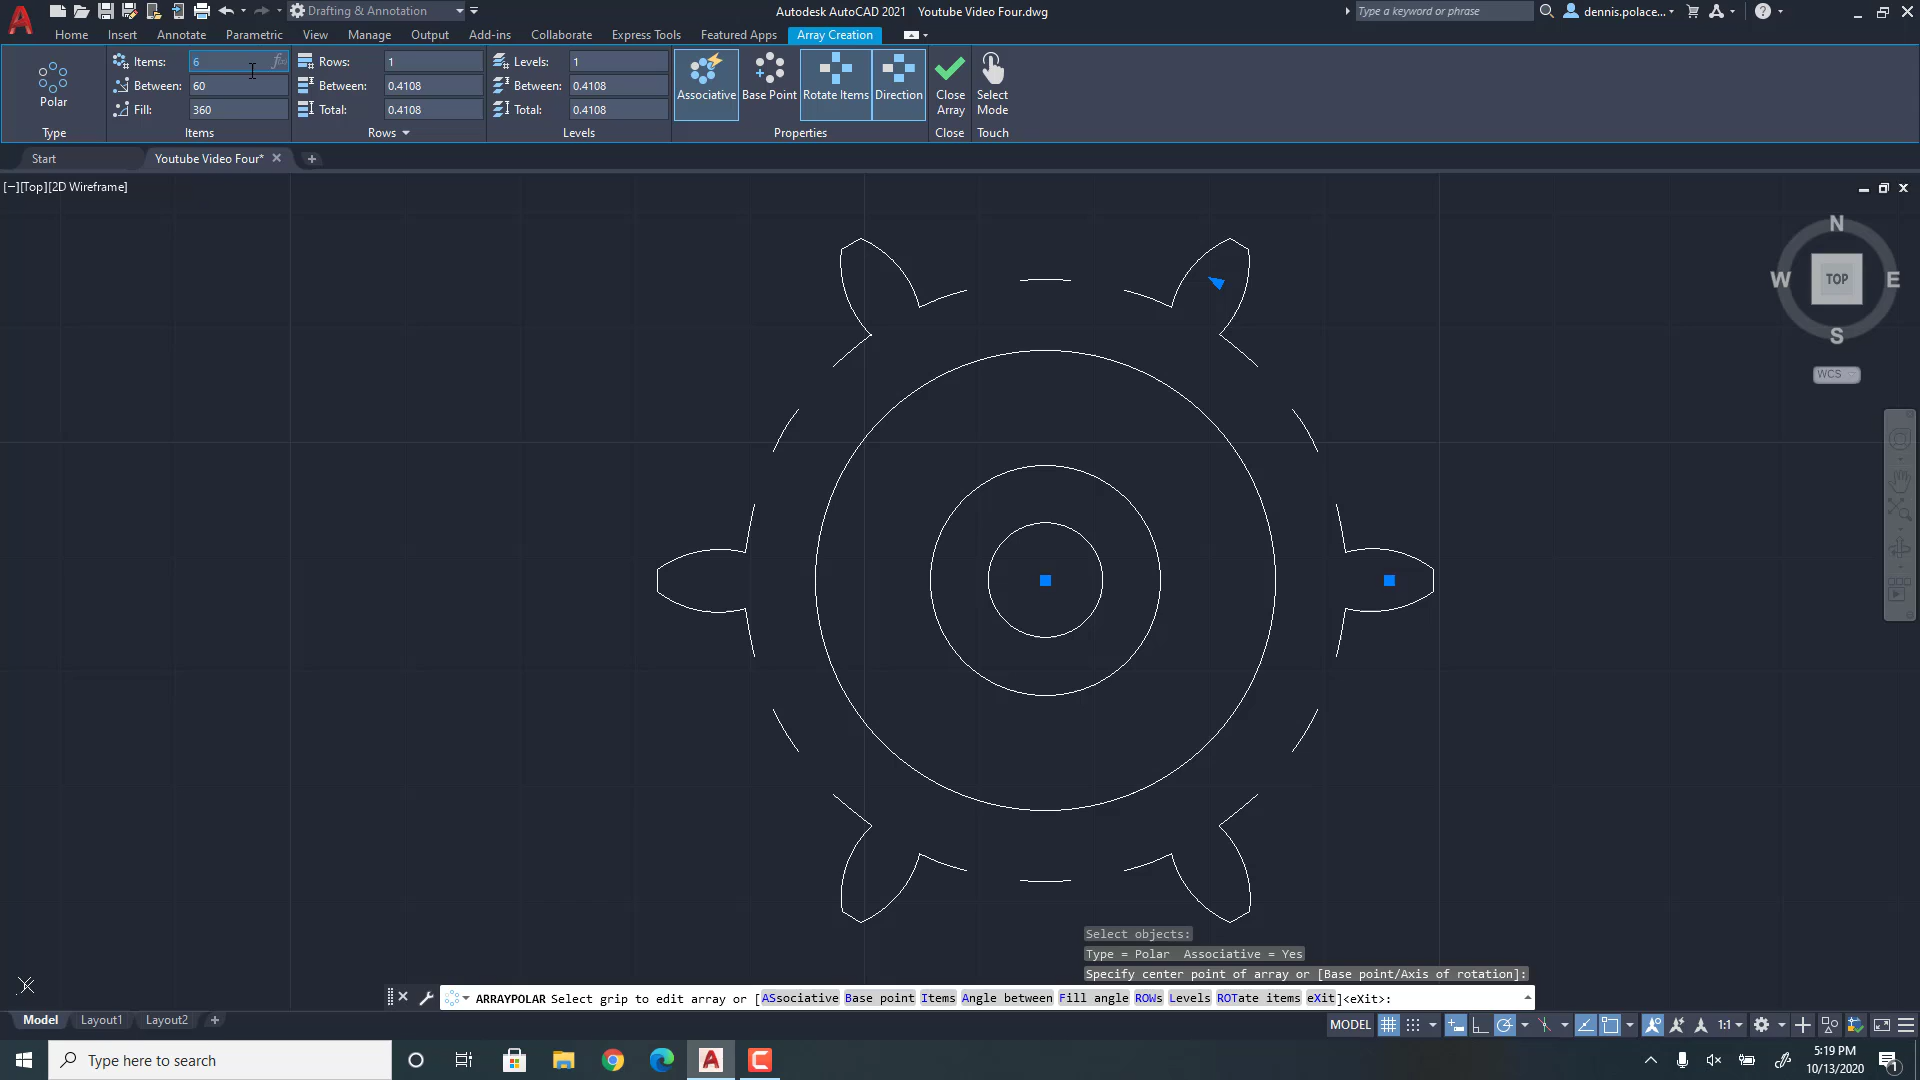 Drafting & Annotation
Autodesk AutoCAD 2021 Youtube Video Four.dwg
Type a keyword or phrase
dennis.polace...
Home Insert Annotate Parametric View Manage Output Add-ins Collaborate Express Tools Featured Apps Array Creation
Items: 6
Between: 60
Fill: 360
Rows: 1
Between: 0.4108
Total: 0.4108
Levels: 1
Between: 0.4108
Total: 0.4108
Polar
Associative
Base Point
Rotate Items
Direction
Close
Array
Select
Mode
Type Items Rows Levels Properties Close Touch
Start
Youtube Video Four*
[−][Top][2D Wireframe]
N
W TOP E
S
WCS
Select objects:
Type = Polar Associative = Yes
Specify center point of array or [Base point/Axis of rotation]:
ARRAYPOLAR Select grip to edit array or [ASsociative Base point Items Angle between Fill angle ROWs Levels ROTate items eXit]<eXit>:
Model Layout1 Layout2
MODEL
1:1
Type here to search
5:19 PM
10/13/2020
1